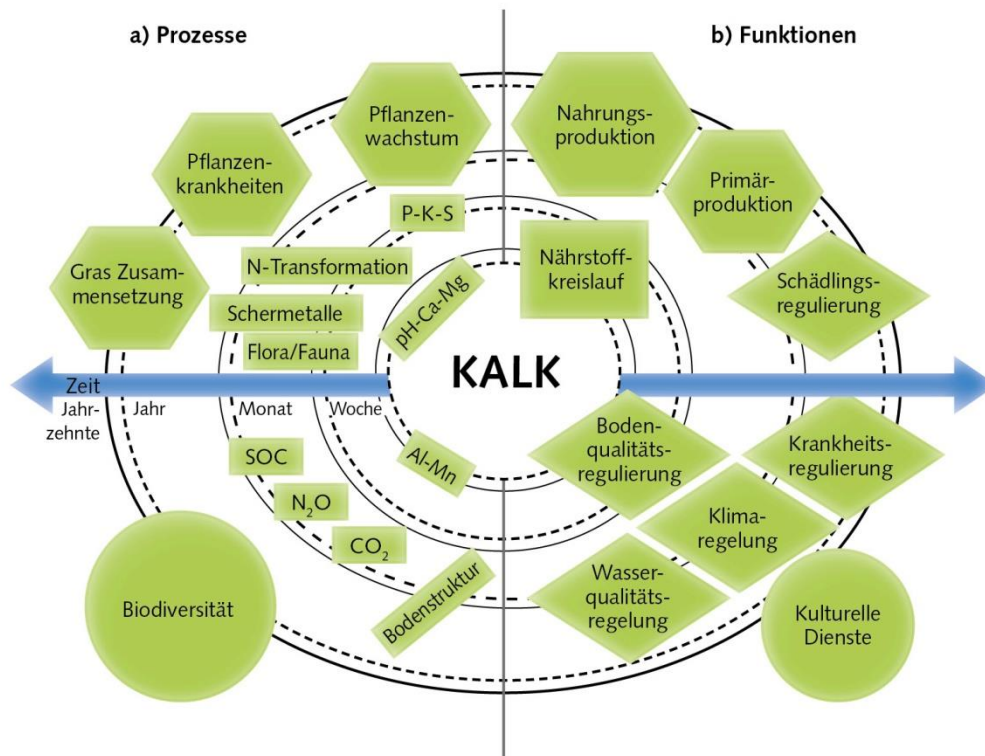 a) Prozesse
b) Funktionen
Pflanzen-
wachstum
Nahrungs-
produktion
Pflanzen-
krankheiten
Primär-
produktion
P-K-S
Gras Zusam-
mensetzung
N-Transformation
Nährstoff-
kreislauf
Schädlings-
regulierung
Schermetalle
pH-Ca-Mg
Flora/Fauna
KALK
Zeit
Jahr-
zehnte
Jahr
Monat
Woche
Boden-
qualitäts-
regulierung
Krankheits-
regulierung
SOC
Al-Mn
N₂O
Klima-
regelung
CO₂
Biodiversität
Bodenstruktur
Wasser-
qualitäts-
regelung
Kulturelle
Dienste